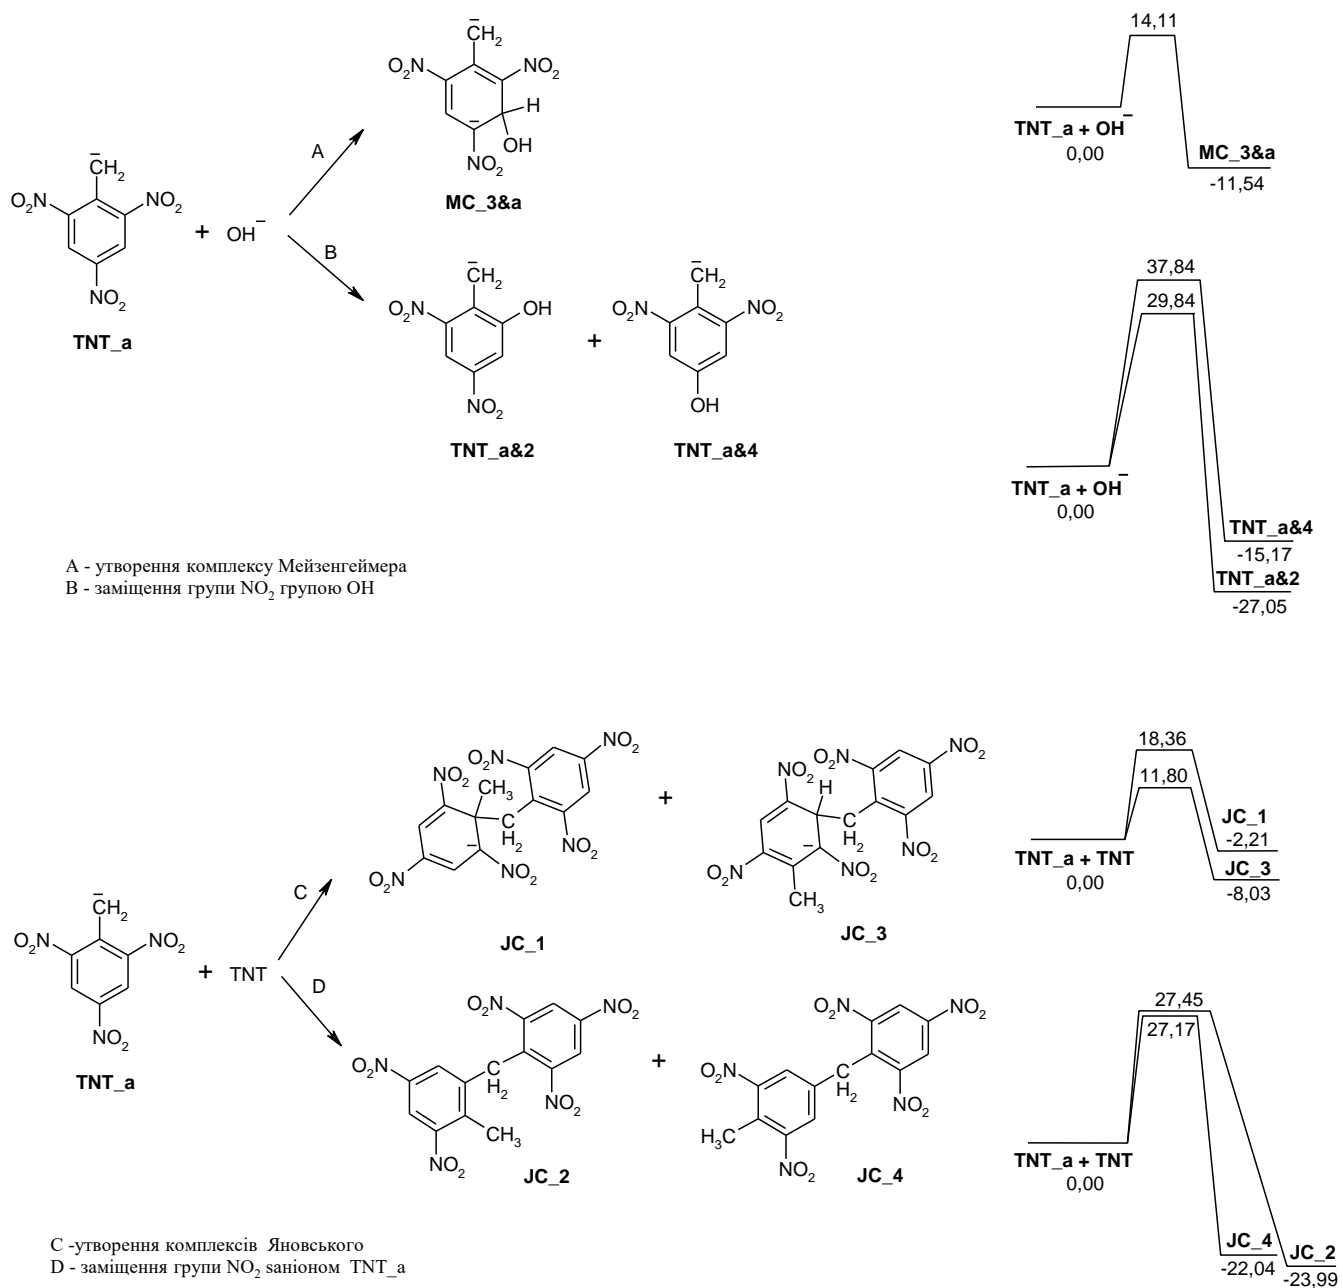 C̄H₂
O₂N
NO₂
H
OH
NO₂
MC_3&a
A
C̄H₂
O₂N
NO₂
NO₂
TNT_a
+
OH⁻
B
C̄H₂
O₂N
OH
NO₂
TNT_a&2
+
C̄H₂
O₂N
NO₂
OH
TNT_a&4
14,11
TNT_a + OH⁻
0,00
MC_3&a
-11,54
37,84
29,84
TNT_a + OH⁻
0,00
TNT_a&4
-15,17
TNT_a&2
-27,05
А - утворення комплексу Мейзенгеймера
В - заміщення групи NO₂ групою OH
NO₂
O₂N
NO₂
CH₃
C
H₂
NO₂
O₂N
NO₂
JC_1
+
NO₂
O₂N
NO₂
H
C
H₂
NO₂
O₂N
NO₂
CH₃
JC_3
C
C̄H₂
O₂N
NO₂
NO₂
TNT_a
+
TNT
D
O₂N
NO₂
O₂N
C
H₂
NO₂
CH₃
NO₂
JC_2
+
O₂N
NO₂
O₂N
C
H₂
NO₂
H₃C
NO₂
JC_4
18,36
11,80
TNT_a + TNT
0,00
JC_1
-2,21
JC_3
-8,03
27,45
27,17
TNT_a + TNT
0,00
JC_4
-22,04
JC_2
-23,99
С -утворення комплексів Яновського
D - заміщення групи NO₂ sаніоном TNT_a